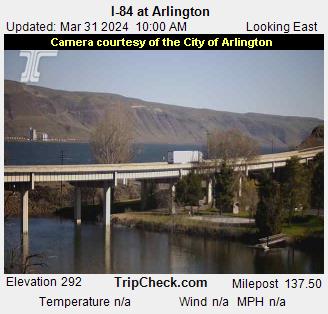 I-84 at Arlington
Updated: Mar 31 2024 10:00 AM Looking East
Camera courtesy of the City of Arlington
Elevation 292 TripCheck.com Milepost 137.50
Temperature n/a Wind n/a MPH n/a